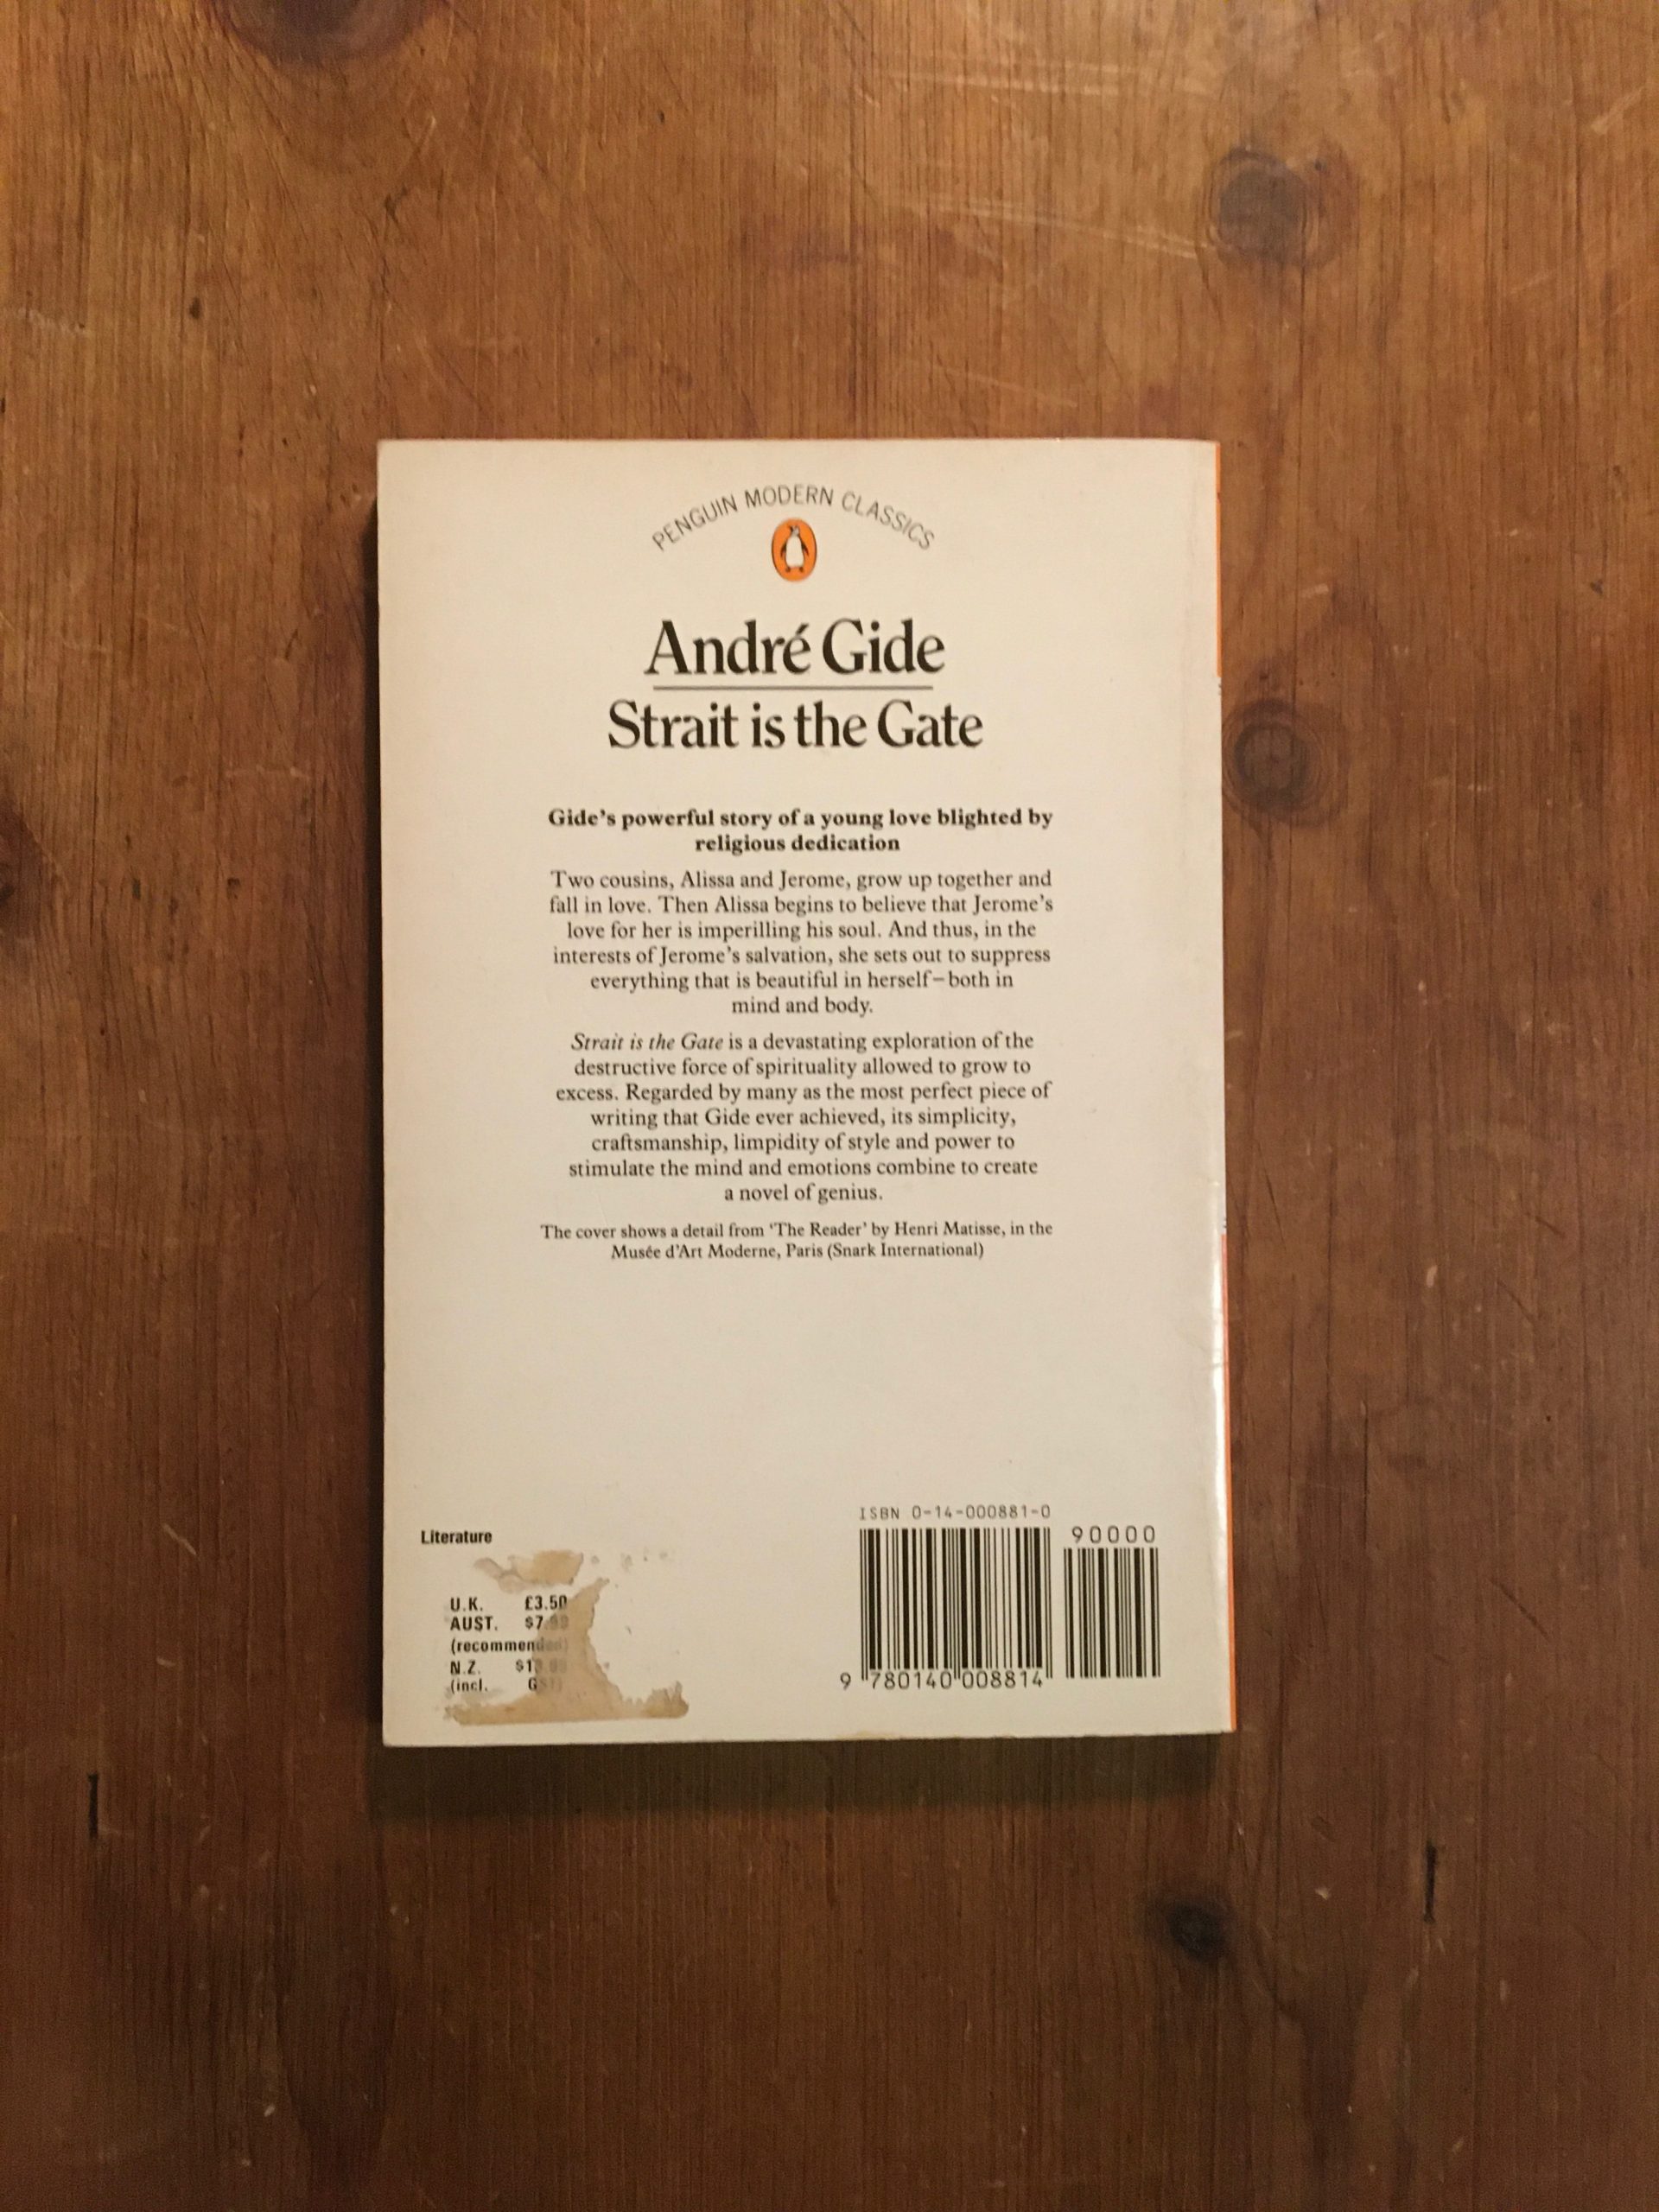 PENGUIN MODERN CLASSICS
André Gide
Strait is the Gate
Gide's powerful story of a young love blighted by
religious dedication
Two cousins, Alissa and Jerome, grow up together and
fall in love. Then Alissa begins to believe that Jerome's
love for her is imperilling his soul. And thus, in the
interests of Jerome's salvation, she sets out to suppress
everything that is beautiful in herself–both in
mind and body.
Strait is the Gate is a devastating exploration of the
destructive force of spirituality allowed to grow to
excess. Regarded by many as the most perfect piece of
writing that Gide ever achieved, its simplicity,
craftsmanship, limpidity of style and power to
stimulate the mind and emotions combine to create
a novel of genius.
The cover shows a detail from 'The Reader' by Henri Matisse, in the
Musée d'Art Moderne, Paris (Snark International)
Literature
U.K. £3.50
AUST.
(recommended)
N.Z.
(incl.
ISBN 0-14-000881-0
90000
9 780140 008814